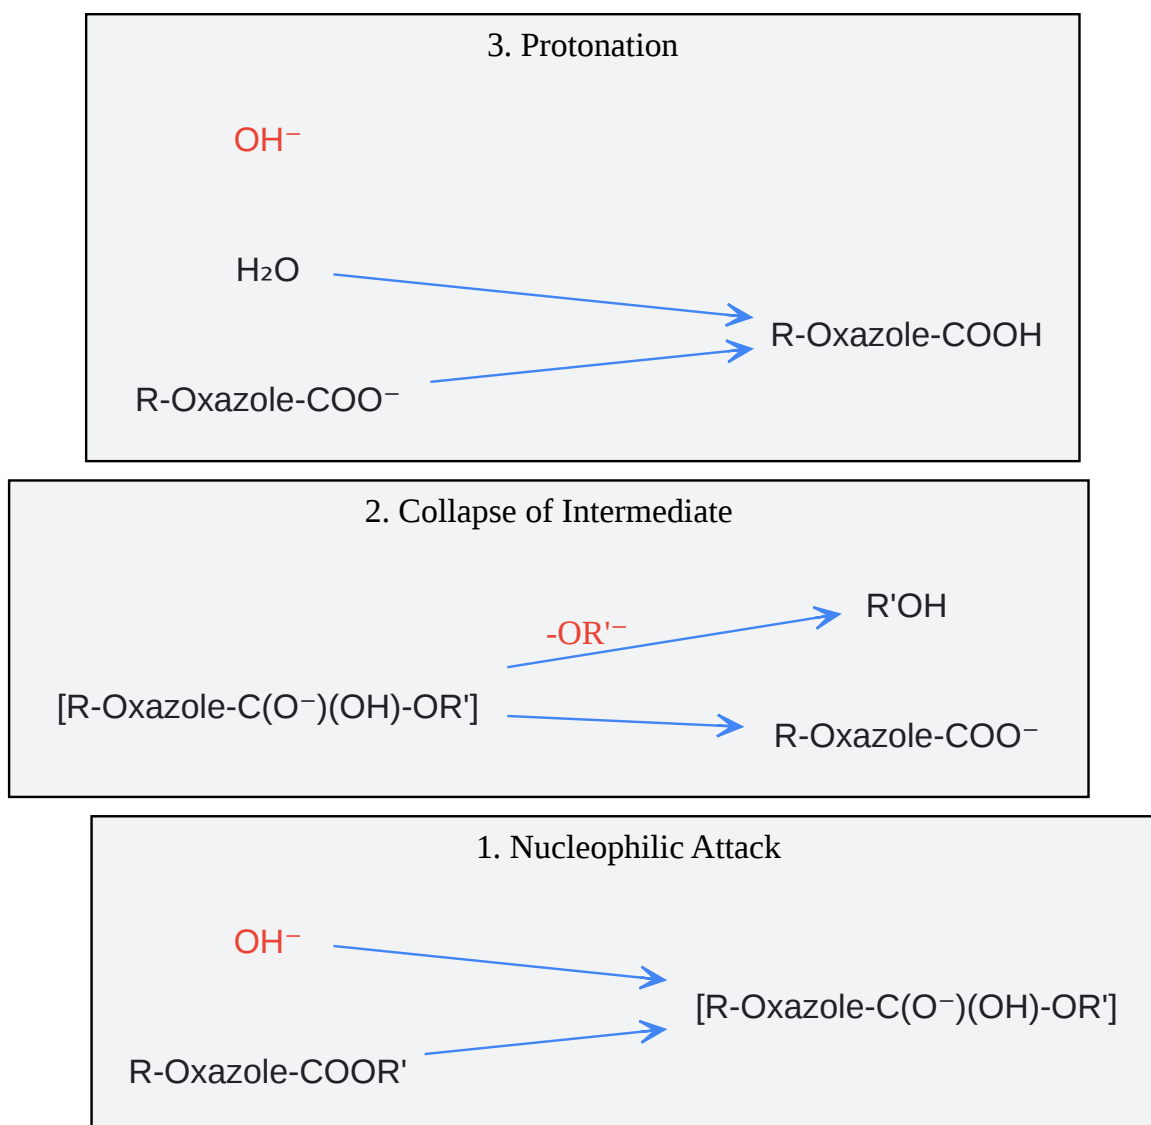 3. Protonation
OH⁻
H₂O
R-Oxazole-COOH
R-Oxazole-COO⁻
2. Collapse of Intermediate
R'OH
-OR'⁻
[R-Oxazole-C(O⁻)(OH)-OR']
R-Oxazole-COO⁻
1. Nucleophilic Attack
OH⁻
[R-Oxazole-C(O⁻)(OH)-OR']
R-Oxazole-COOR'